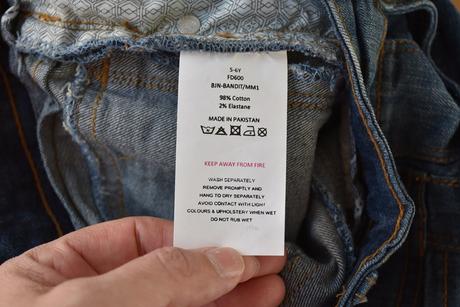 5-6Y
FD600
BJN-BANDIT/MM1
98% Cotton
2% Elastane
MADE IN PAKISTAN
KEEP AWAY FROM FIRE
WASH SEPARATELY
REMOVE PROMPTLY AND
HANG TO DRY SEPARATELY
AVOID CONTACT WITH LIGHT
COLOURS & UPHOLSTERY WHEN WET
DO NOT RUB WET